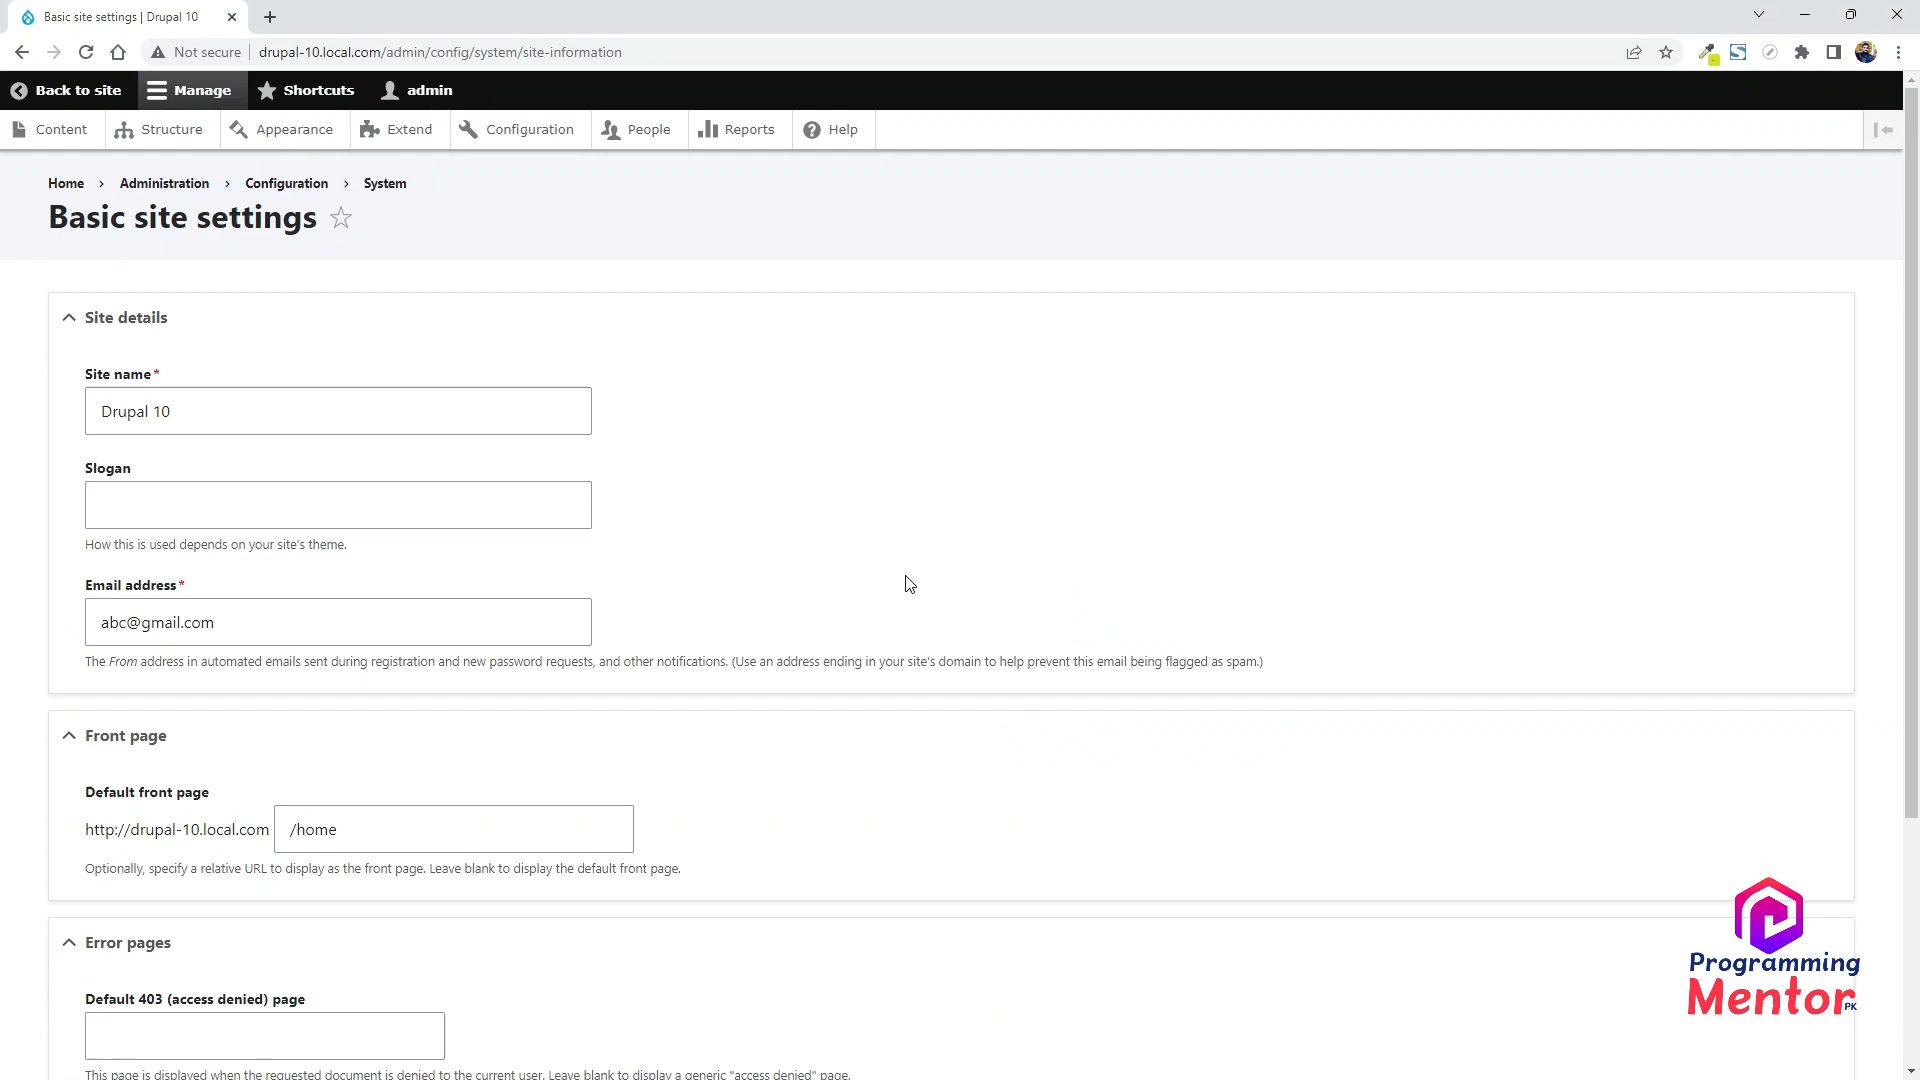 Basic site settings | Drupal 10
Not secure drupal-10.local.com/admin/config/system/site-information
Back to site Manage Shortcuts admin
Content Structure Appearance Extend Configuration People Reports Help
Home › Administration › Configuration › System
Basic site settings
Site details
Site name*
Drupal 10
Slogan
How this is used depends on your site's theme.
Email address*
abc@gmail.com
The From address in automated emails sent during registration and new password requests, and other notifications. (Use an address ending in your site's domain to help prevent this email being flagged as spam.)
Front page
Default front page
http://drupal-10.local.com /home
Optionally, specify a relative URL to display as the front page. Leave blank to display the default front page.
Error pages
Programming
Mentor PK
Default 403 (access denied) page
This page is displayed when the requested document is denied to the current user. Leave blank to display a generic "access denied" page.